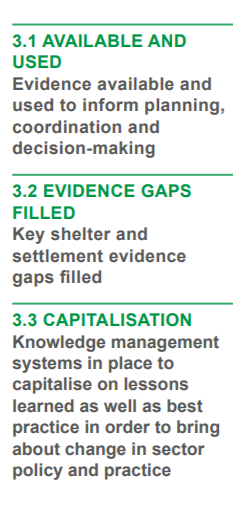 3.1 AVAILABLE AND
USED
Evidence available and
used to inform planning,
coordination and
decision-making
3.2 EVIDENCE GAPS
FILLED
Key shelter and
settlement evidence
gaps filled
3.3 CAPITALISATION
Knowledge management
systems in place to
capitalise on lessons
learned as well as best
practice in order to bring
about change in sector
policy and practice